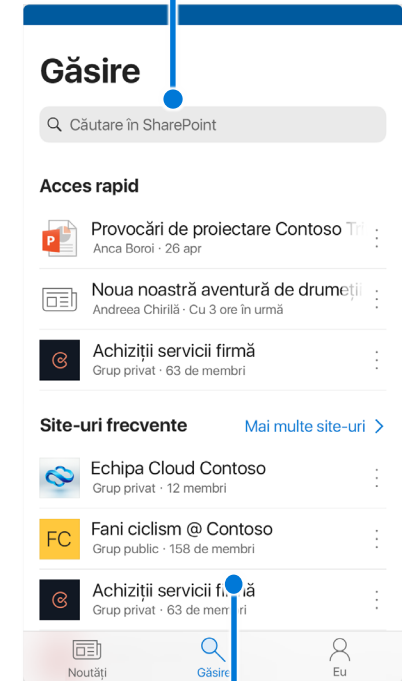 Găsire
Căutare în SharePoint
Acces rapid
Provocări de proiectare Contoso
Anca Boroi · 26 apr
Noua noastră aventură de drumeții
Andreea Chirilă · Cu 3 ore în urmă
Achiziții servicii firmă
Grup privat · 63 de membri
Site-uri frecvente
Mai multe site-uri
Echipa Cloud Contoso
Grup privat · 12 membri
FC
Fani ciclism @ Contoso
Grup public · 158 de membri
Achiziții servicii firmă
Grup privat · 63 de membri
Noutăți
Găsire
Eu